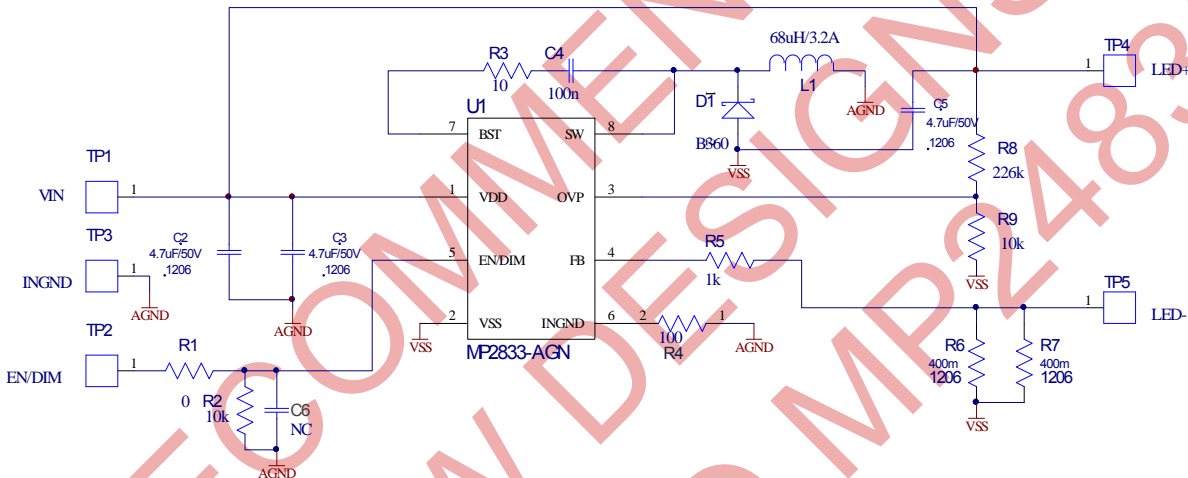 68uH/3.2A
R3
C4
TP4
1
LED+
10
100n
L1
AGND
D1
C5
4.7uF/50V
.1206
U1
7
BST
SW
8
B360
VSS
R8
226k
TP1
VIN
1
1
VDD
OVP
3
R9
10k
VSS
TP3
C2
4.7uF/50V
.1206
C3
4.7uF/50V
.1206
5
EN/DIM
FB
4
R5
1k
INGND
1
AGND
TP5
1
LED-
AGND
2
VSS
VSS
INGND
6
2
100
1
R4
AGND
MP2833-AGN
TP2
EN/DIM
1
R1
0
R2
10k
C6
NC
AGND
R6
400m
1206
R7
400m
1206
VSS
ECOMMEN
W DESIGNS
O MP2483